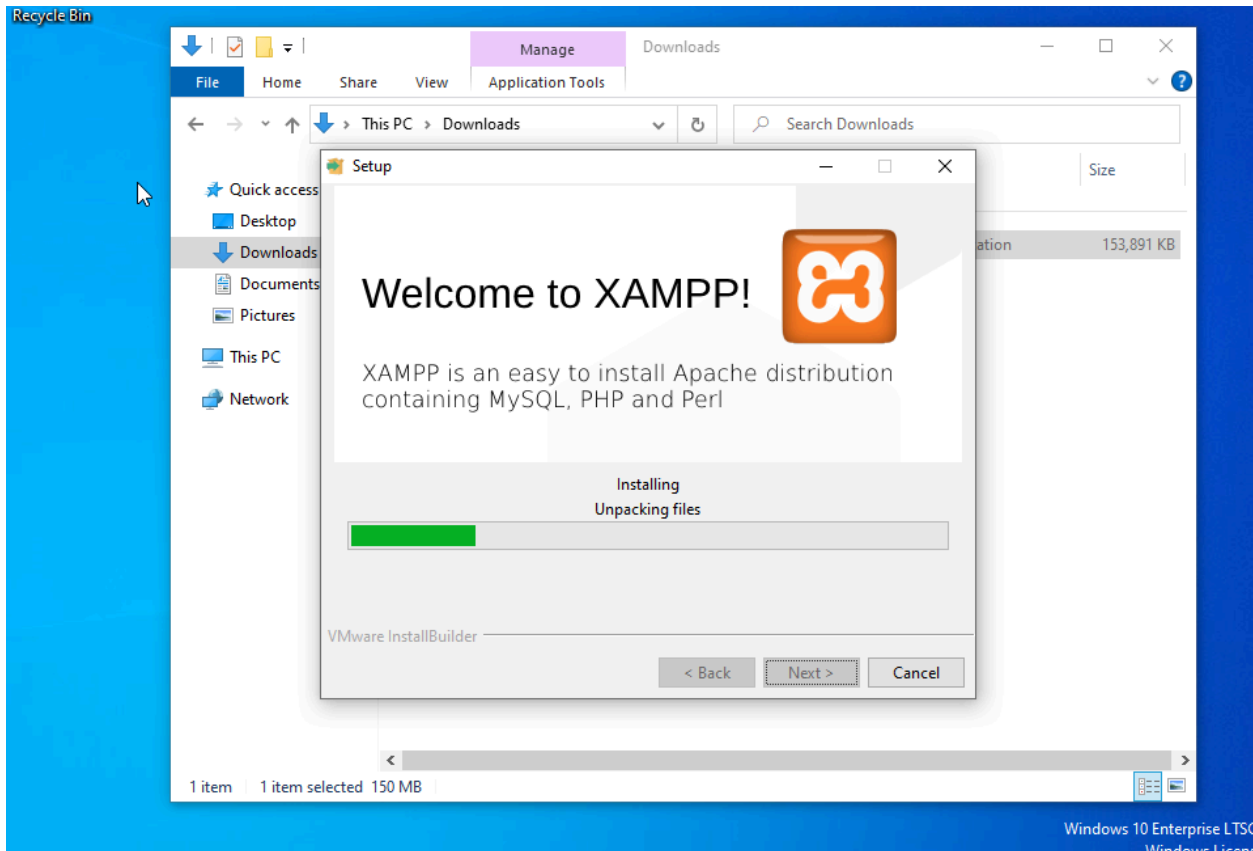 Recycle Bin
Manage
Downloads
File
Home
Share
View
Application Tools
This PC
Downloads
Search Downloads
Setup
Size
Quick access
Desktop
Downloads
ation
153,891 KB
Documents
Pictures
This PC
Network
Welcome to XAMPP!
XAMPP is an easy to install Apache distribution
containing MySQL, PHP and Perl
Installing
Unpacking files
VMware InstallBuilder
< Back
Next >
Cancel
1 item
1 item selected 150 MB
Windows 10 Enterprise LTSC